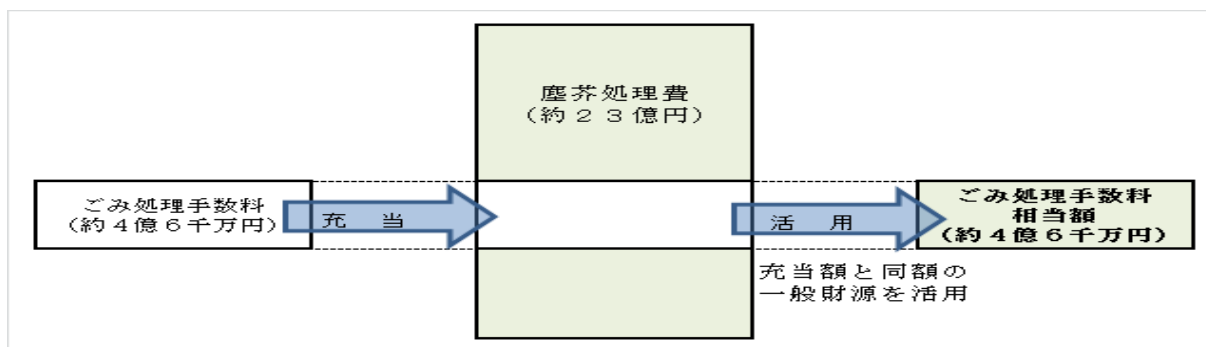 塵芥処理費
（約２３億円）
ごみ処理手数料
（約４億６千万円）
充　当
活　用
ごみ処理手数料
相当額
（約４億６千万円）
充当額と同額の
一般財源を活用